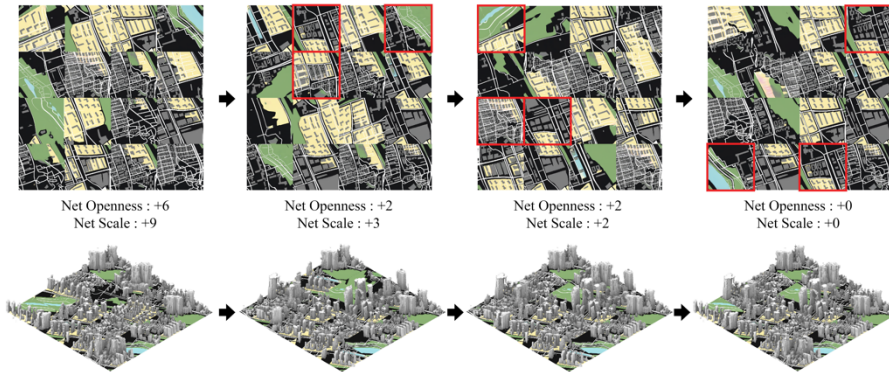 Net Openness : +6
Net Scale : +9
Net Openness : +2
Net Scale : +3
Net Openness : +2
Net Scale : +2
Net Openness : +0
Net Scale : +0